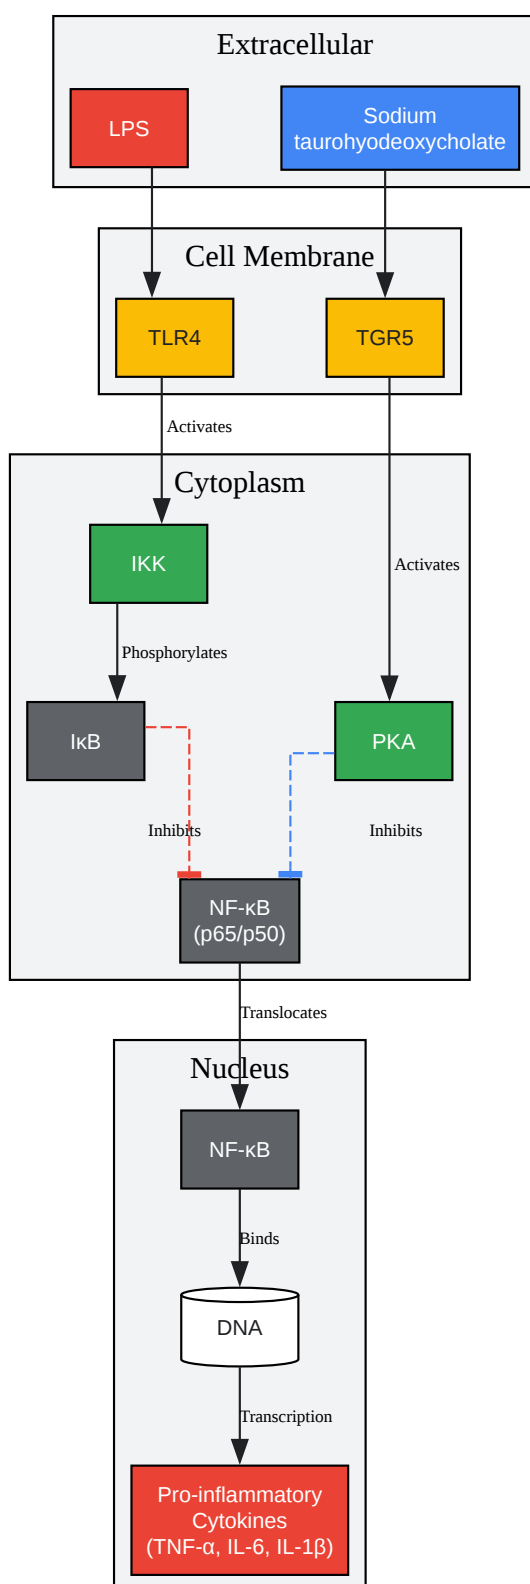 Extracellular
LPS
Sodium
taurohyodeoxycholate
Cell Membrane
TLR4
TGR5
Activates
Cytoplasm
IKK
Activates
Phosphorylates
IκB
PKA
Inhibits
Inhibits
NF-κB
(p65/p50)
Translocates
Nucleus
NF-κB
Binds
DNA
Transcription
Pro-inflammatory
Cytokines
(TNF-α, IL-6, IL-1β)